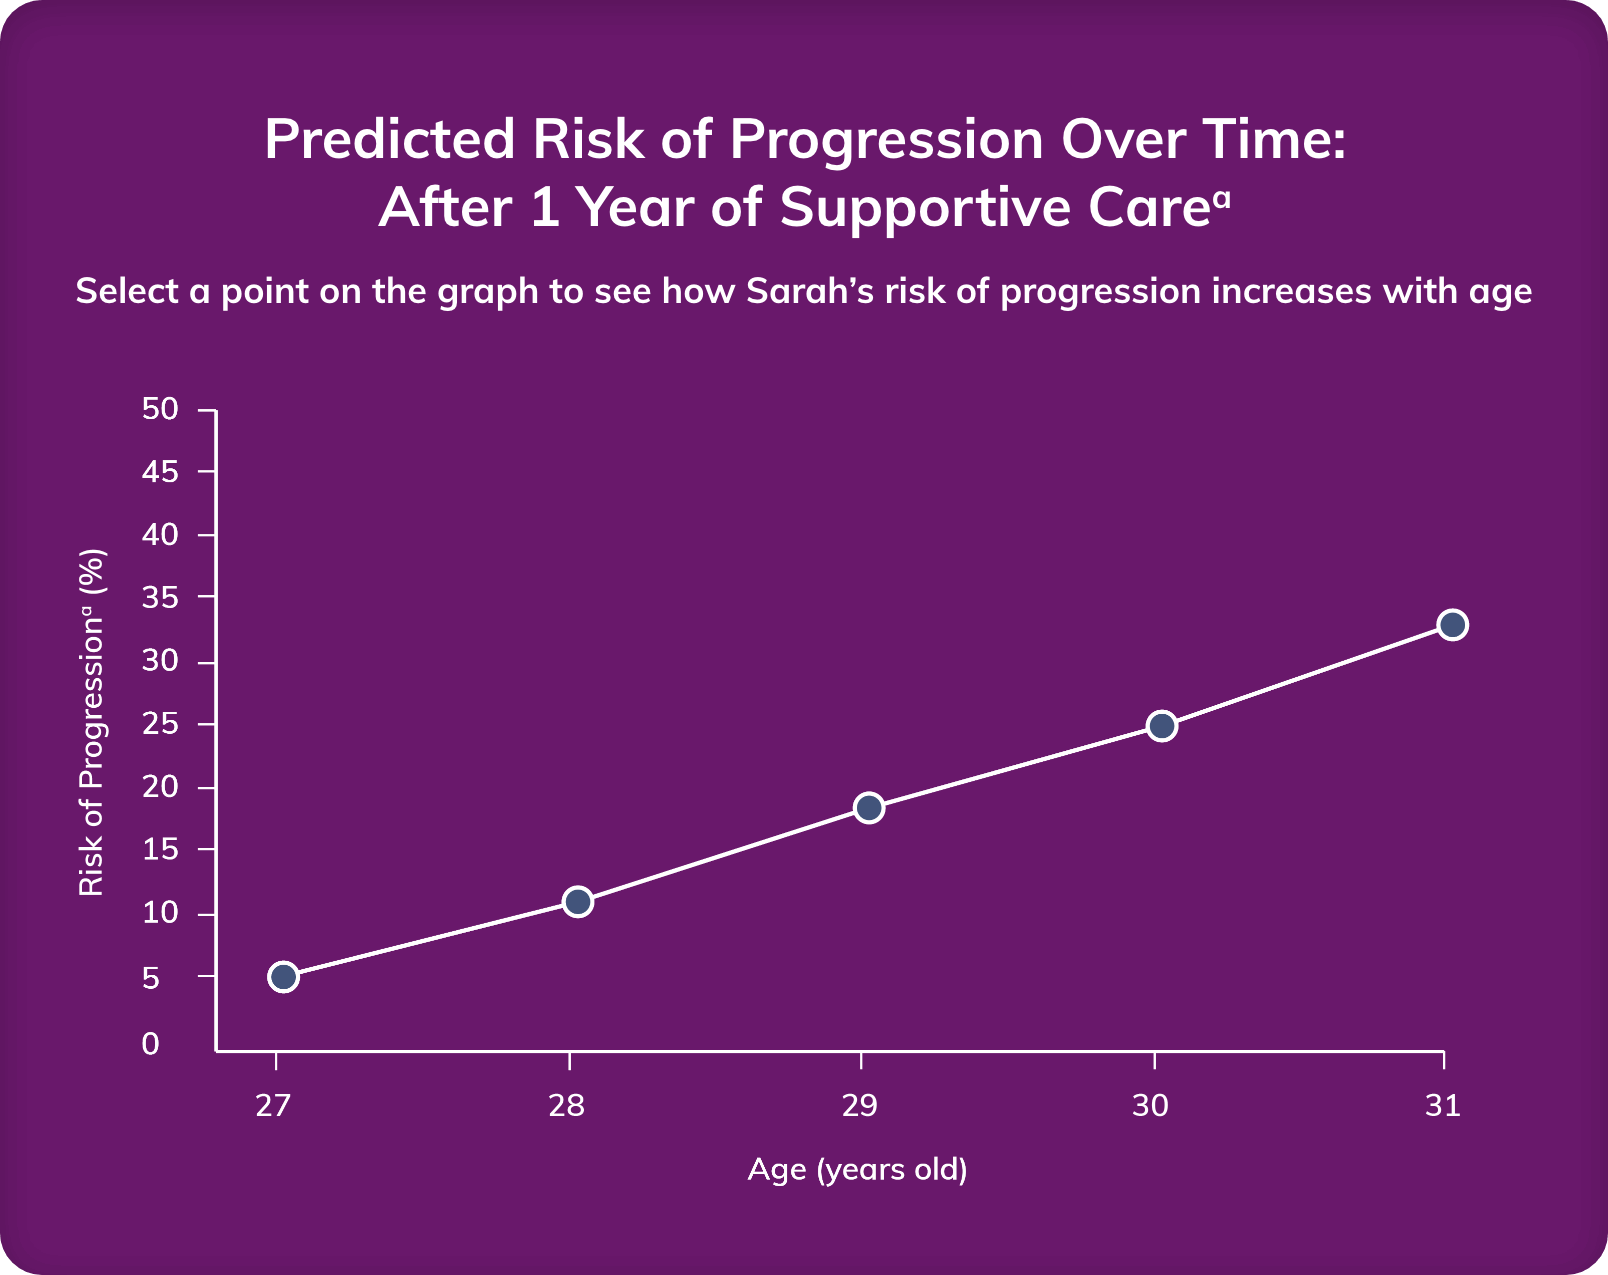 Predicted Risk of Progression Over Time:
After 1 Year of Supportive Careᵃ
Select a point on the graph to see how Sarah’s risk of progression increases with age
Risk of Progressionᵃ (%)
50
45
40
35
30
25
20
15
10
5
0
27 28 29 30 31
Age (years old)